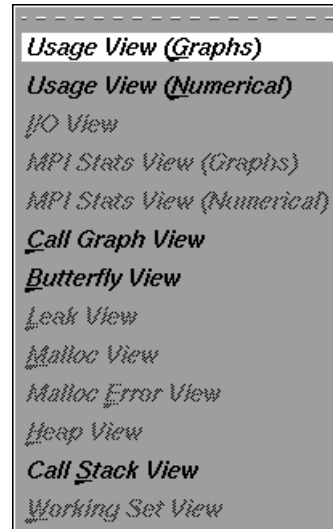 Usage View (Graphs)
Usage View (Numerical)
I/O View
MPI Stats View (Graphs)
MPI Stats View (Numerical)
Call Graph View
Butterfly View
Leak View
Malloc View
Malloc Error View
Heap View
Call Stack View
Working Set View